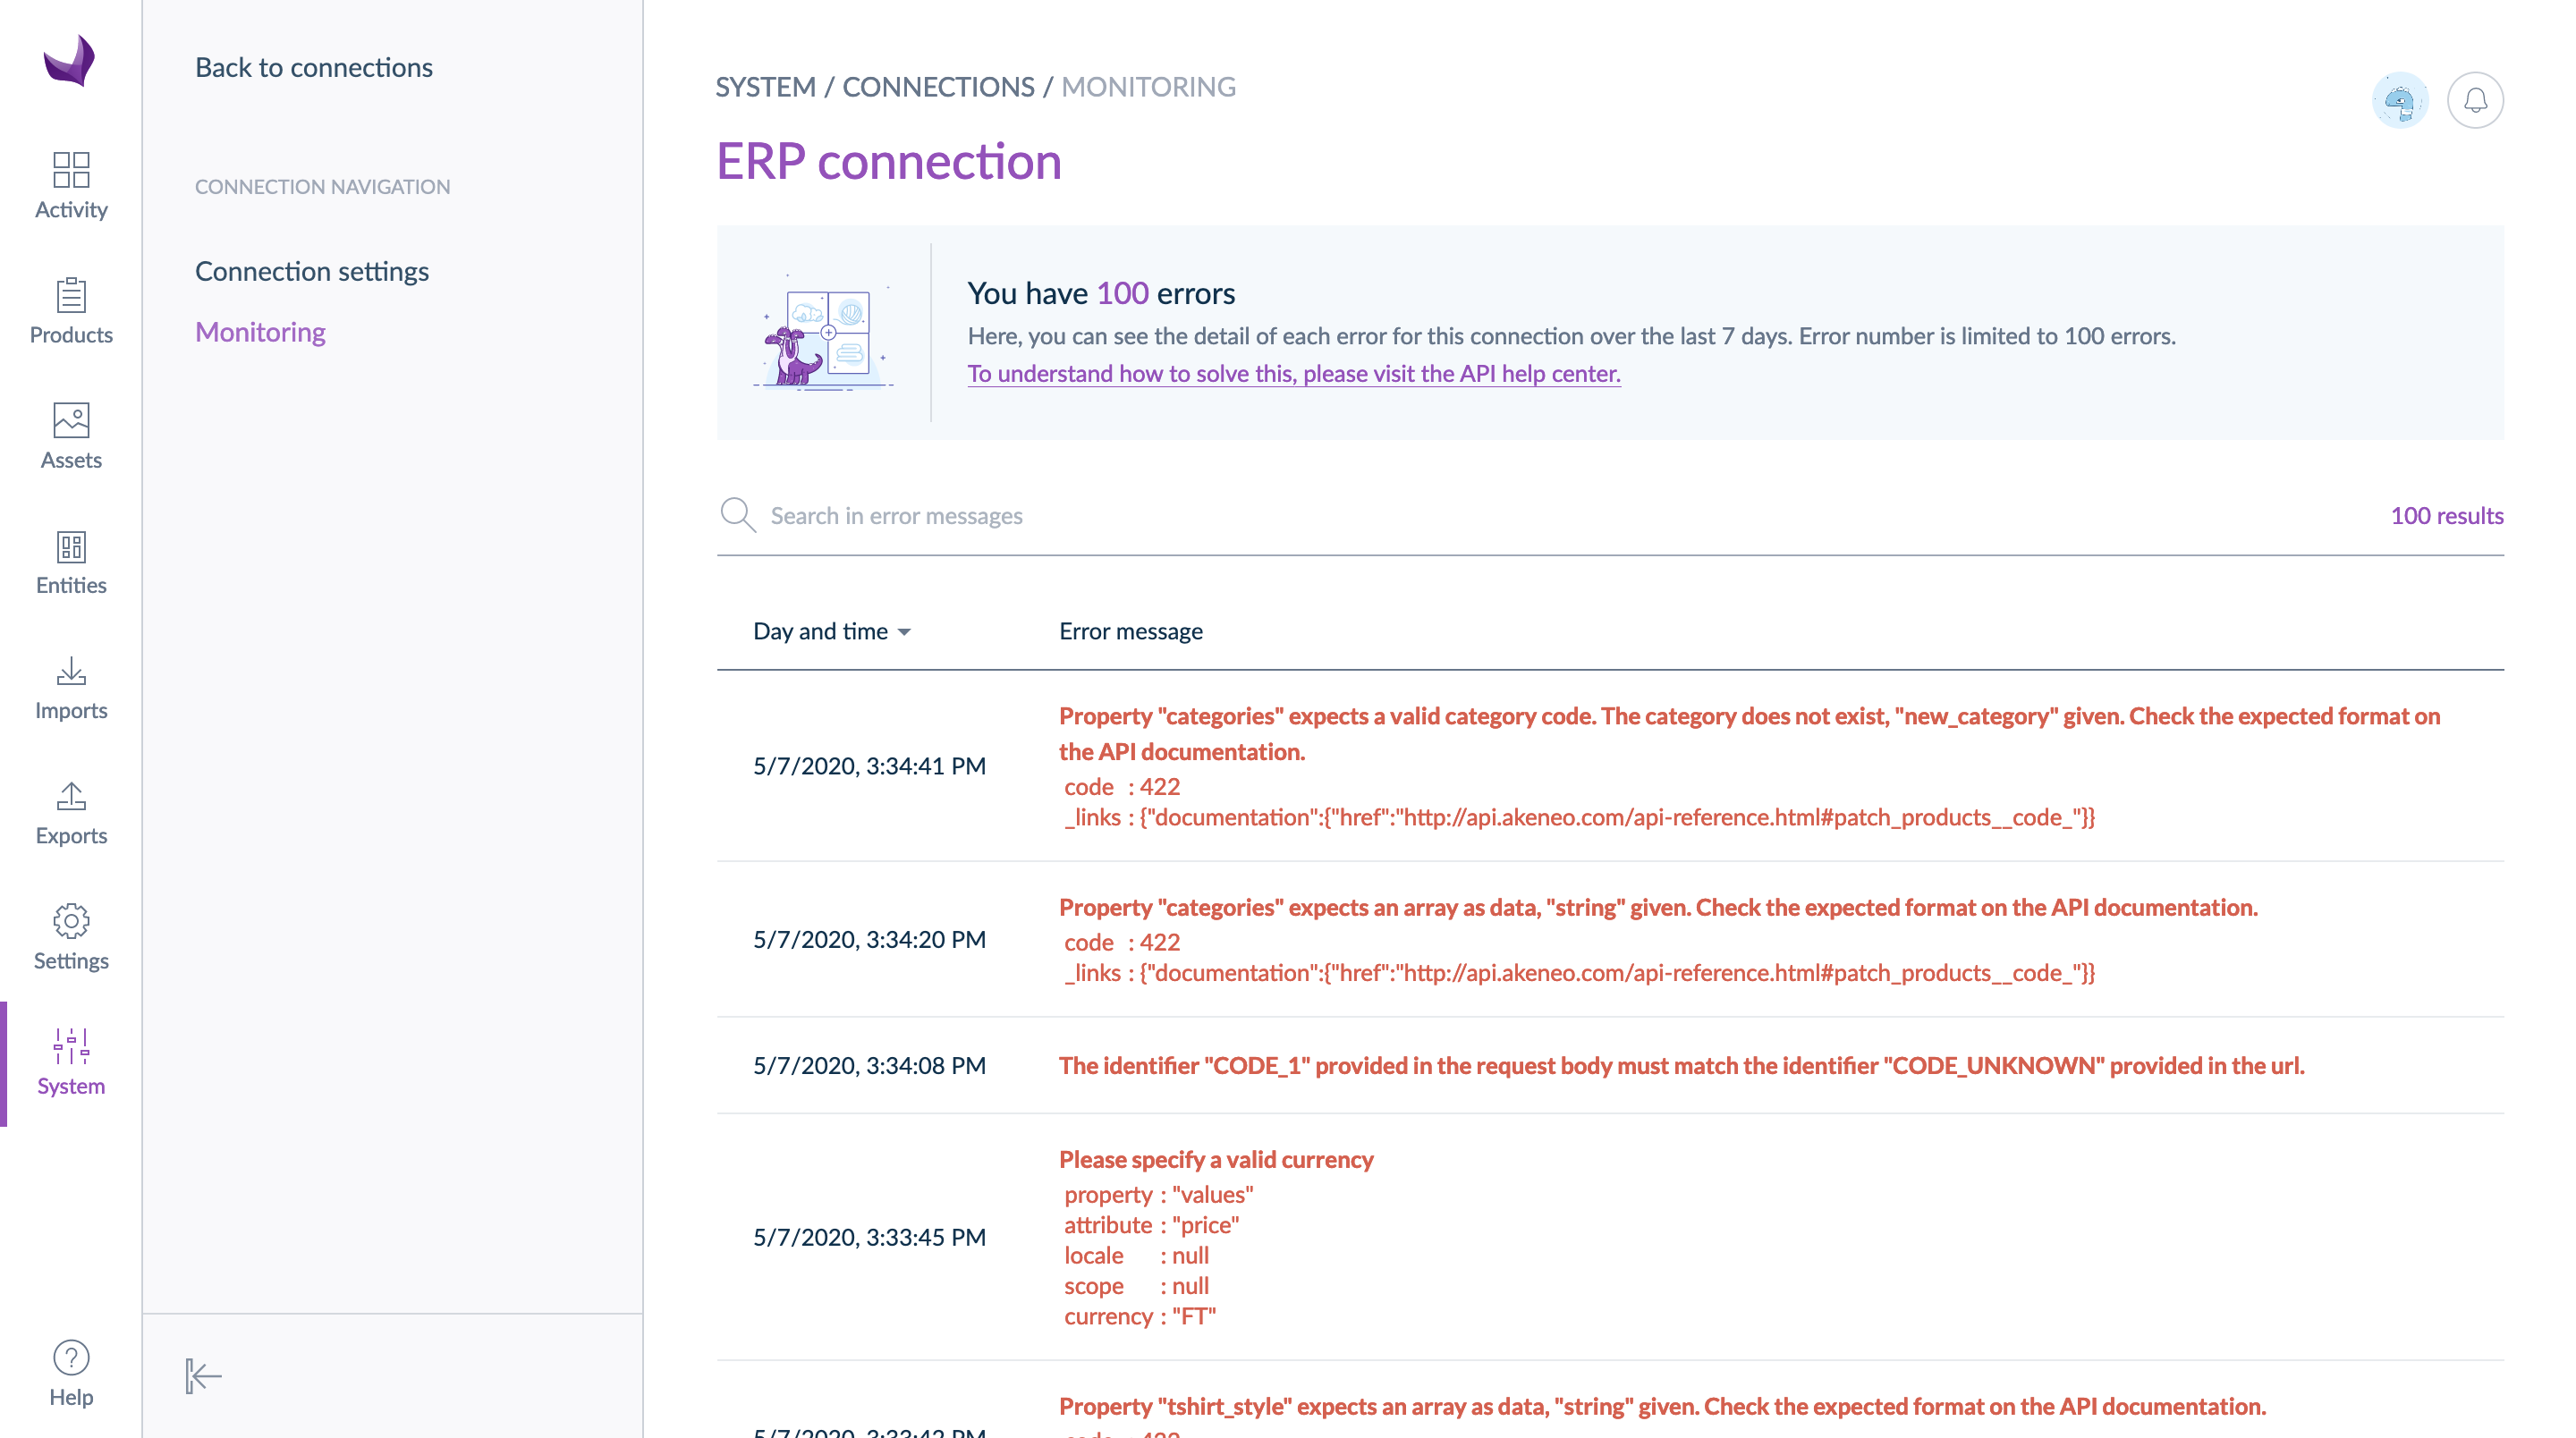 Back to connections
CONNECTION NAVIGATION
Connection settings
Monitoring
Activity
Products
Assets
Entities
Imports
Exports
Settings
System
Help
SYSTEM / CONNECTIONS / MONITORING
ERP connection
You have 100 errors
Here, you can see the detail of each error for this connection over the last 7 days. Error number is limited to 100 errors.
To understand how to solve this, please visit the API help center.
Search in error messages
100 results
Day and time
Error message
5/7/2020, 3:34:41 PM
Property "categories" expects a valid category code. The category does not exist, "new_category" given. Check the expected format on
the API documentation.
code : 422
_links : {"documentation":{"href":"http://api.akeneo.com/api-reference.html#patch_products__code_"}}
5/7/2020, 3:34:20 PM
Property "categories" expects an array as data, "string" given. Check the expected format on the API documentation.
code : 422
_links : {"documentation":{"href":"http://api.akeneo.com/api-reference.html#patch_products__code_"}}
5/7/2020, 3:34:08 PM
The identifier "CODE_1" provided in the request body must match the identifier "CODE_UNKNOWN" provided in the url.
5/7/2020, 3:33:45 PM
Please specify a valid currency
property : "values"
attribute : "price"
locale : null
scope : null
currency : "FT"
5/7/2020, 3:33:42 PM
Property "tshirt_style" expects an array as data, "string" given. Check the expected format on the API documentation.
code : 422